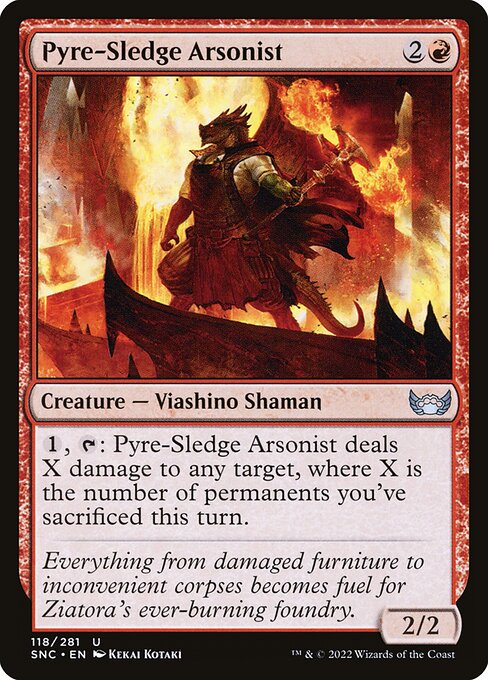 Pyre-Sledge Arsonist 2
Creature — Viashino Shaman
1, : Pyre-Sledge Arsonist deals
X damage to any target, where X is
the number of permanents you've
sacrificed this turn.
Everything from damaged furniture to
inconvenient corpses becomes fuel for
Ziatora's ever-burning foundry.
2/2
118/281 U
SNC • EN Kekai Kotaki
™ & © 2022 Wizards of the Coast